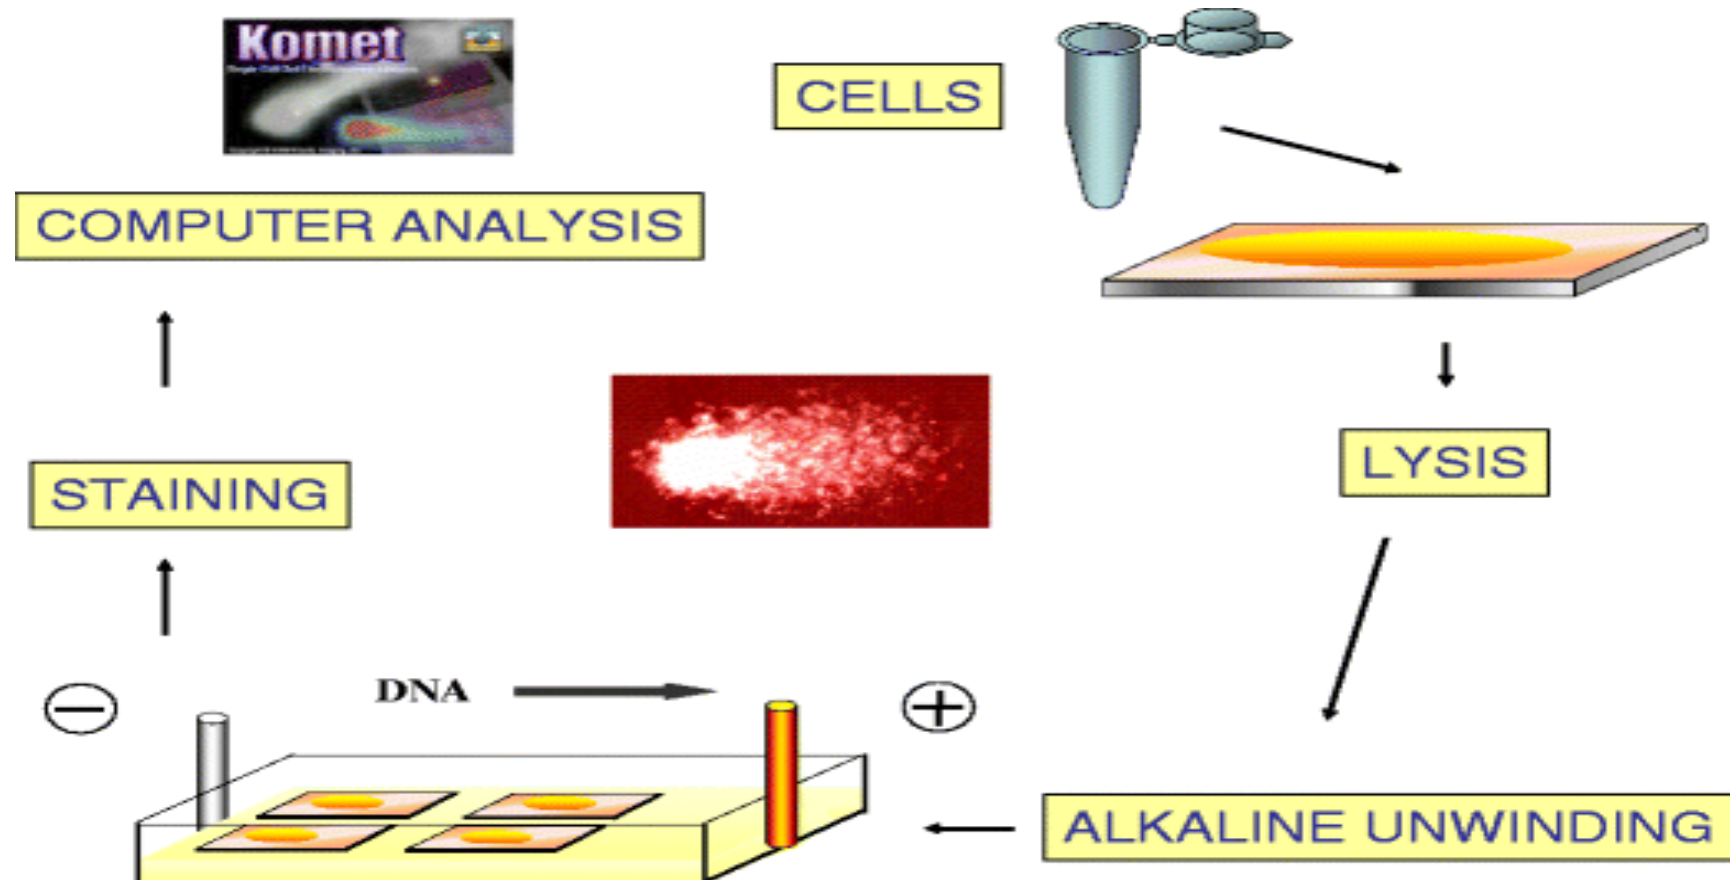 Komet
CELLS
COMPUTER ANALYSIS
LYSIS
STAINING
DNA
ALKALINE UNWINDING